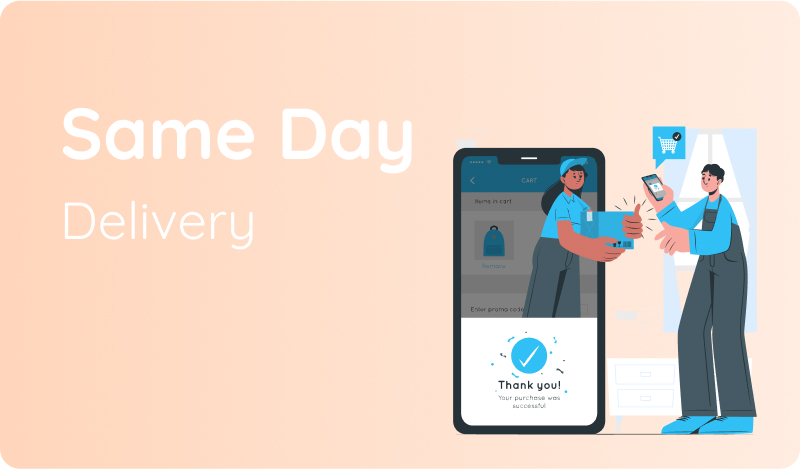 Same Day
Delivery
CART
Items in cart
Enter promo code
Thank you!
Your purchase was
successful